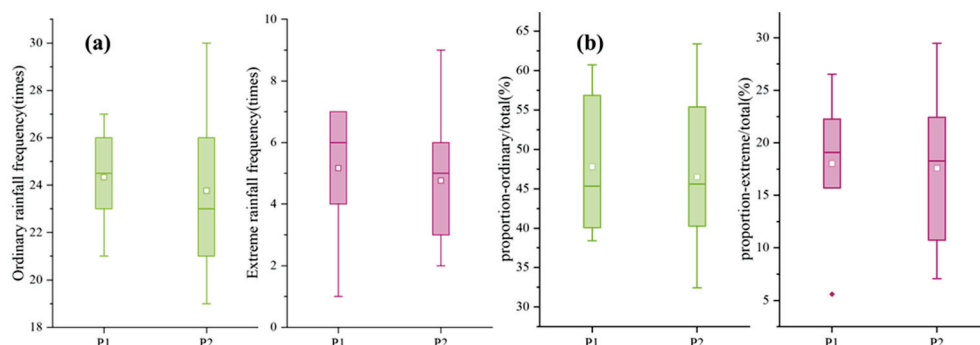 (a)
Ordinary rainfall frequency(times)
30
28
26
24
22
20
18
P1
P2
Extreme rainfall frequency(times)
10
8
6
4
2
0
P1
P2
(b)
proportion-ordinary/total(%)
65
60
55
50
45
40
35
30
P1
P2
proportion-extreme/total(%)
30
25
20
15
10
5
P1
P2